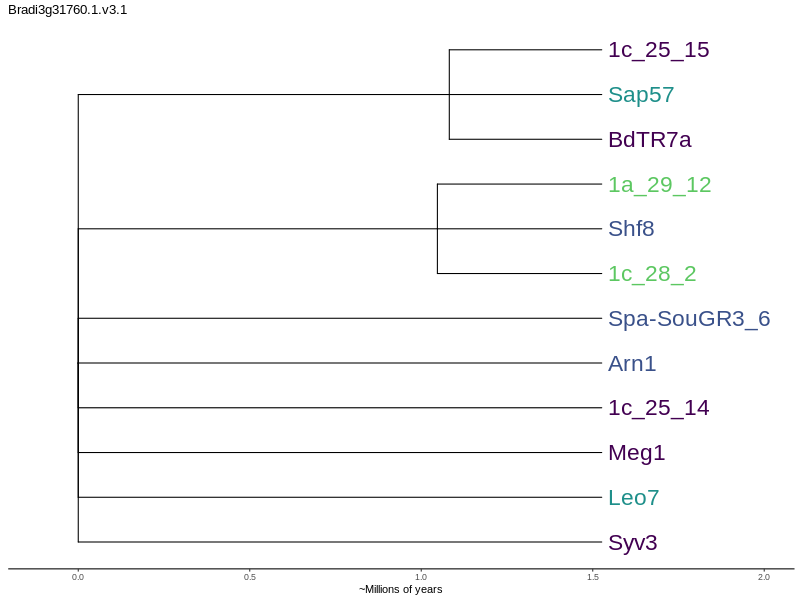 Bradi3g31760.1.v3.1
1c_25_15
Sap57
BdTR7a
1a_29_12
Shf8
1c_28_2
Spa-SouGR3_6
Arn1
1c_25_14
Meg1
Leo7
Syv3
0.0 0.5 1.0 1.5 2.0
~Millions of years